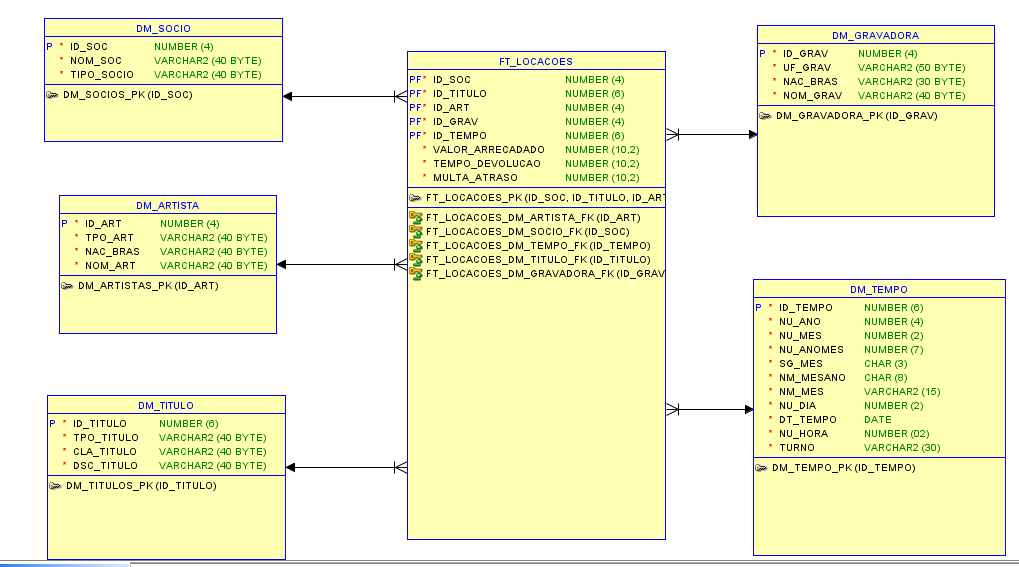 DM_SOCIO
P * ID_SOC NUMBER (4)
* NOM_SOC VARCHAR2 (40 BYTE)
* TIPO_SOCIO VARCHAR2 (40 BYTE)
DM_SOCIOS_PK (ID_SOC)
DM_ARTISTA
P * ID_ART NUMBER (4)
* TPO_ART VARCHAR2 (40 BYTE)
* NAC_BRAS VARCHAR2 (40 BYTE)
* NOM_ART VARCHAR2 (40 BYTE)
DM_ARTISTAS_PK (ID_ART)
DM_TITULO
P * ID_TITULO NUMBER (6)
* TPO_TITULO VARCHAR2 (40 BYTE)
* CLA_TITULO VARCHAR2 (40 BYTE)
* DSC_TITULO VARCHAR2 (40 BYTE)
DM_TITULOS_PK (ID_TITULO)
FT_LOCACOES
PF* ID_SOC NUMBER (4)
PF* ID_TITULO NUMBER (6)
PF* ID_ART NUMBER (4)
PF* ID_GRAV NUMBER (4)
PF* ID_TEMPO NUMBER (6)
* VALOR_ARRECADADO NUMBER (10,2)
* TEMPO_DEVOLUCAO NUMBER (10,2)
* MULTA_ATRASO NUMBER (10,2)
FT_LOCACOES_PK (ID_SOC, ID_TITULO, ID_ART
FT_LOCACOES_DM_ARTISTA_FK (ID_ART)
FT_LOCACOES_DM_SOCIO_FK (ID_SOC)
FT_LOCACOES_DM_TEMPO_FK (ID_TEMPO)
FT_LOCACOES_DM_TITULO_FK (ID_TITULO)
FT_LOCACOES_DM_GRAVADORA_FK (ID_GRAV
DM_GRAVADORA
P * ID_GRAV NUMBER (4)
* UF_GRAV VARCHAR2 (50 BYTE)
* NAC_BRAS VARCHAR2 (30 BYTE)
* NOM_GRAV VARCHAR2 (40 BYTE)
DM_GRAVADORA_PK (ID_GRAV)
DM_TEMPO
P * ID_TEMPO NUMBER (6)
* NU_ANO NUMBER (4)
* NU_MES NUMBER (2)
* NU_ANOMES NUMBER (7)
* SG_MES CHAR (3)
* NM_MESANO CHAR (8)
* NM_MES VARCHAR2 (15)
* NU_DIA NUMBER (2)
* DT_TEMPO DATE
* NU_HORA NUMBER (02)
* TURNO VARCHAR2 (30)
DM_TEMPO_PK (ID_TEMPO)